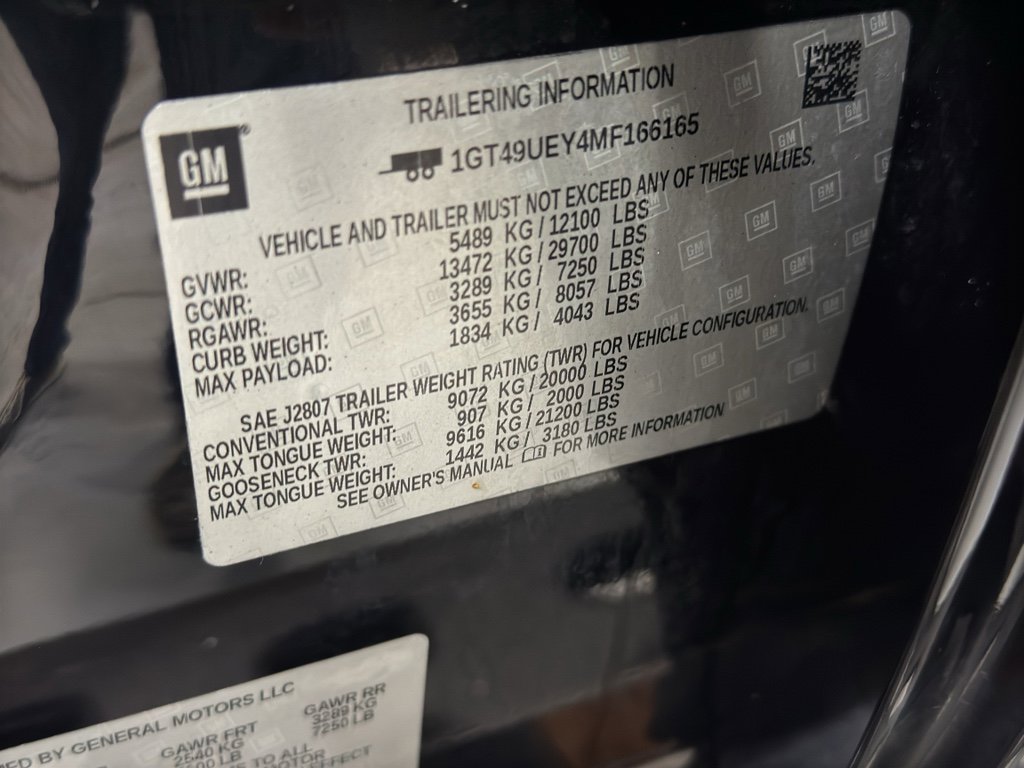 GM®
TRAILERING INFORMATION
1GT49UEY4MF166165
VEHICLE AND TRAILER MUST NOT EXCEED ANY OF THESE VALUES.
GVWR: 5489 KG / 12100 LBS
GCWR: 13472 KG / 29700 LBS
RGAWR: 3289 KG / 7250 LBS
CURB WEIGHT: 3655 KG / 8057 LBS
MAX PAYLOAD: 1834 KG / 4043 LBS
SAE J2807 TRAILER WEIGHT RATING (TWR) FOR VEHICLE CONFIGURATION.
CONVENTIONAL TWR: 9072 KG / 20000 LBS
MAX TONGUE WEIGHT: 907 KG / 2000 LBS
GOOSENECK TWR: 9616 KG / 21200 LBS
MAX TONGUE WEIGHT: 1442 KG / 3180 LBS
SEE OWNER'S MANUAL FOR MORE INFORMATION
BY GENERAL MOTORS LLC
GAWR FRT GAWR RR
2540 KG 3289 KG
LB 7250 LB
TO ALL